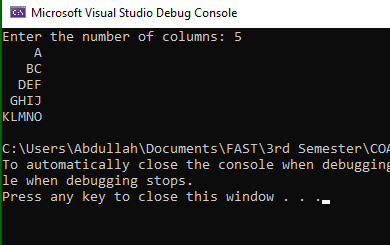 Microsoft Visual Studio Debug Console
Enter the number of columns: 5
    A
   BC
  DEF
 GHIJ
KLMNO
C:\Users\Abdullah\Documents\FAST\3rd Semester\COA
To automatically close the console when debugging
le when debugging stops.
Press any key to close this window . . .